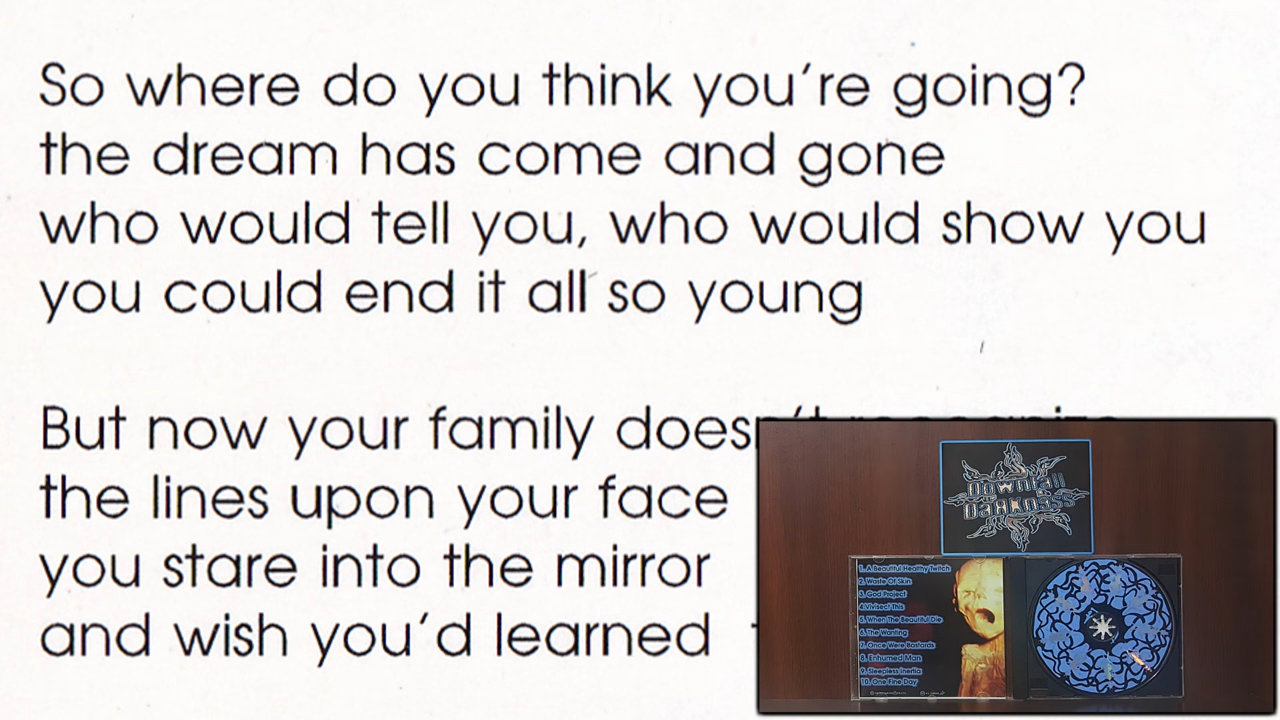 So where do you think you're going?
the dream has come and gone
who would tell you, who would show you
you could end it all so young
But now your family doesn't recognize
the lines upon your face
you stare into the mirror
and wish you'd learned
Downfall
Darkness
1. A Beautiful Healthy Twitch
2. Waste Of Skin
3. God Project
4. Vivisect This
5. When The Beautiful Die
6. The Wanting
7. Once Were Bastards
8. Exhumed Man
9. Sleepless Inertia
10. One Fine Day